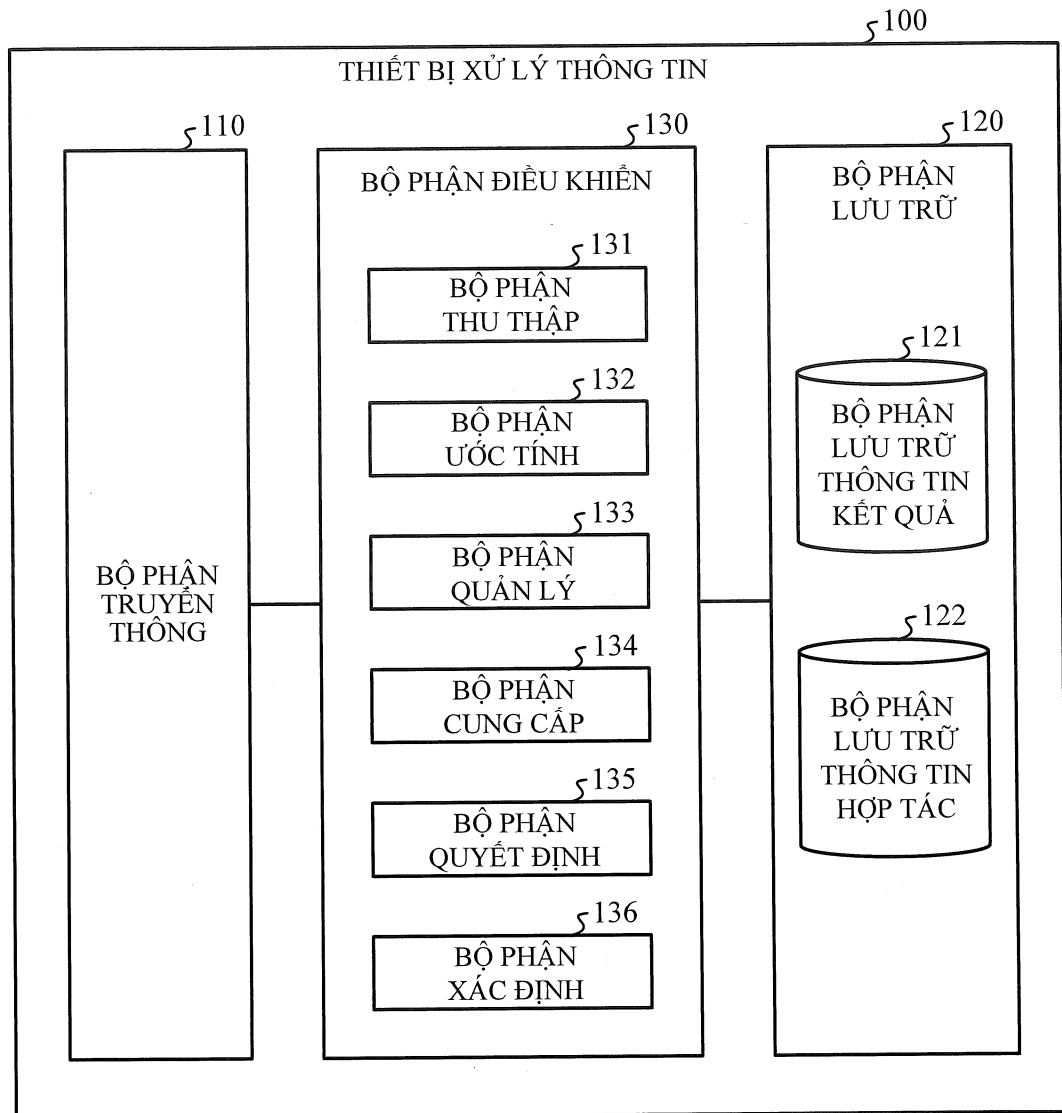 100
THIẾT BỊ XỬ LÝ THÔNG TIN
110
BỘ PHẬN
TRUYỀN
THÔNG
130
BỘ PHẬN ĐIỀU KHIỂN
131
BỘ PHẬN
THU THẬP
132
BỘ PHẬN
ƯỚC TÍNH
133
BỘ PHẬN
QUẢN LÝ
134
BỘ PHẬN
CUNG CẤP
135
BỘ PHẬN
QUYẾT ĐỊNH
136
BỘ PHẬN
XÁC ĐỊNH
120
BỘ PHẬN
LƯU TRỮ
121
BỘ PHẬN
LƯU TRỮ
THÔNG TIN
KẾT QUẢ
122
BỘ PHẬN
LƯU TRỮ
THÔNG TIN
HỢP TÁC